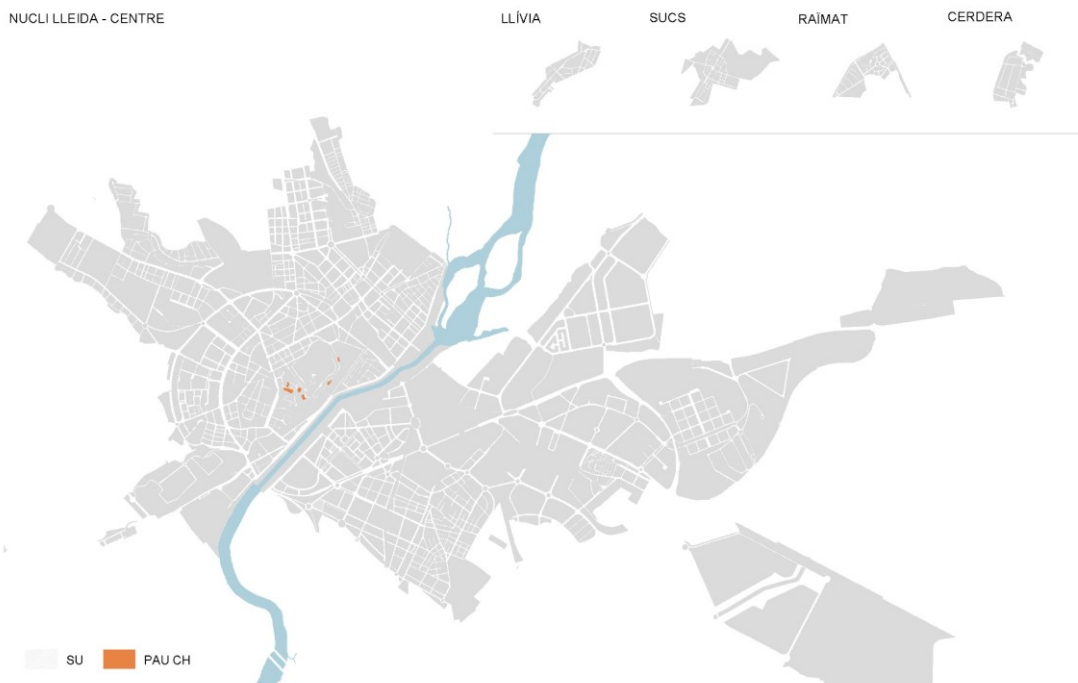 NUCLI LLEIDA - CENTRE
LLÍVIA
SUCS
RAÏMAT
CERDERA
SU
PAU CH